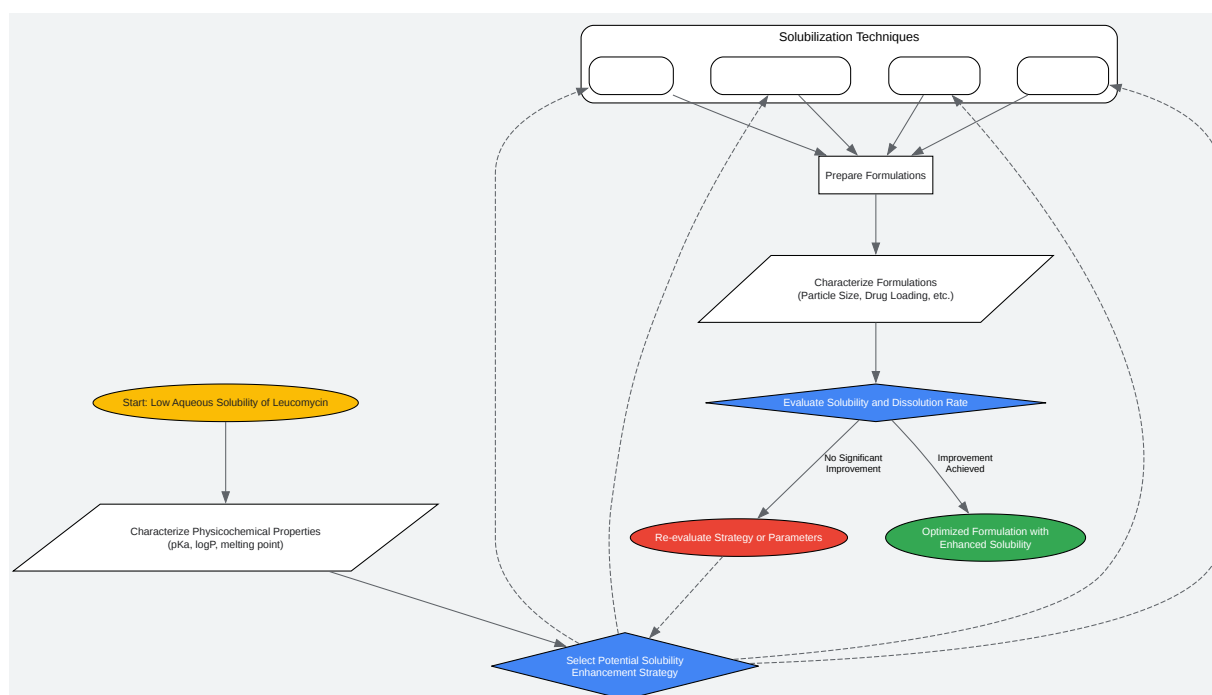 Solubilization Techniques
Prepare Formulations
Characterize Formulations
(Particle Size, Drug Loading, etc.)
Start: Low Aqueous Solubility of Leucomycin
Evaluate Solubility and Dissolution Rate
No Significant
Improvement
Improvement
Achieved
Characterize Physicochemical Properties
(pKa, logP, melting point)
Re-evaluate Strategy or Parameters
Optimized Formulation with
Enhanced Solubility
Select Potential Solubility
Enhancement Strategy